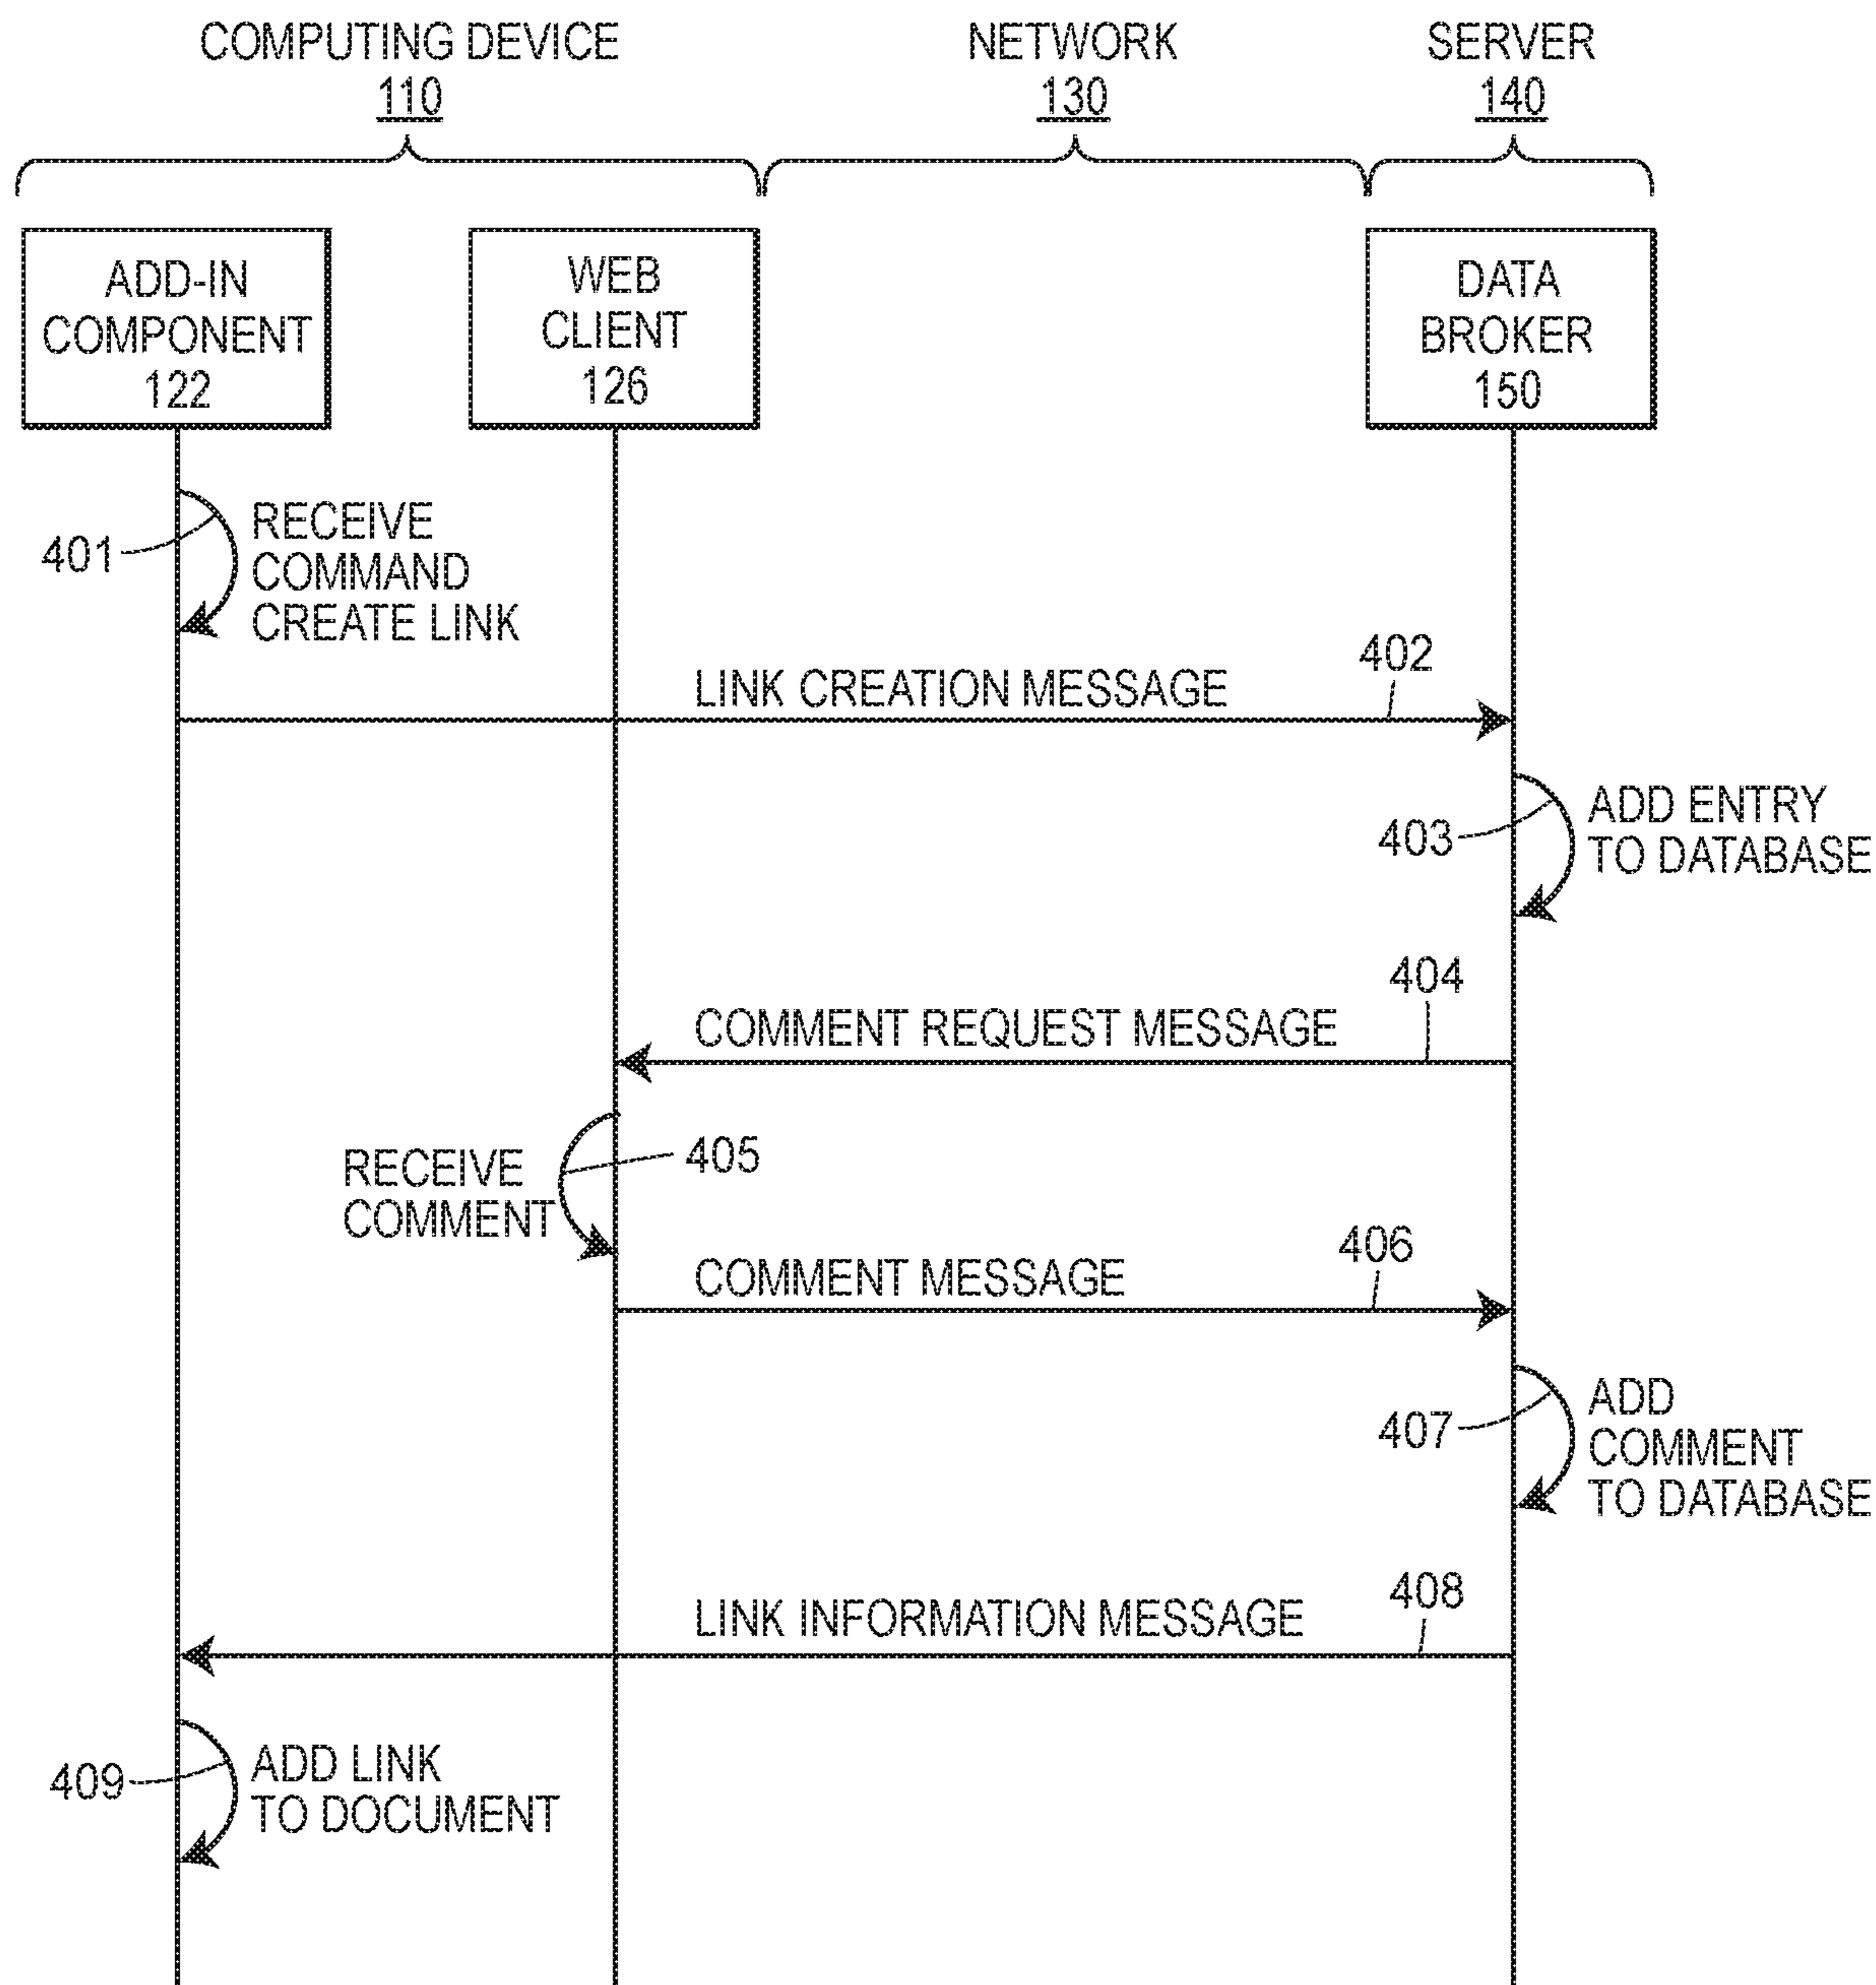 COMPUTING DEVICE
110
NETWORK
130
SERVER
140
ADD-IN
COMPONENT
122
WEB
CLIENT
126
DATA
BROKER
150
401
RECEIVE
COMMAND
CREATE LINK
LINK CREATION MESSAGE
402
403
ADD ENTRY
TO DATABASE
404
COMMENT REQUEST MESSAGE
RECEIVE
COMMENT
405
COMMENT MESSAGE
406
407
ADD
COMMENT
TO DATABASE
LINK INFORMATION MESSAGE
408
409
ADD LINK
TO DOCUMENT